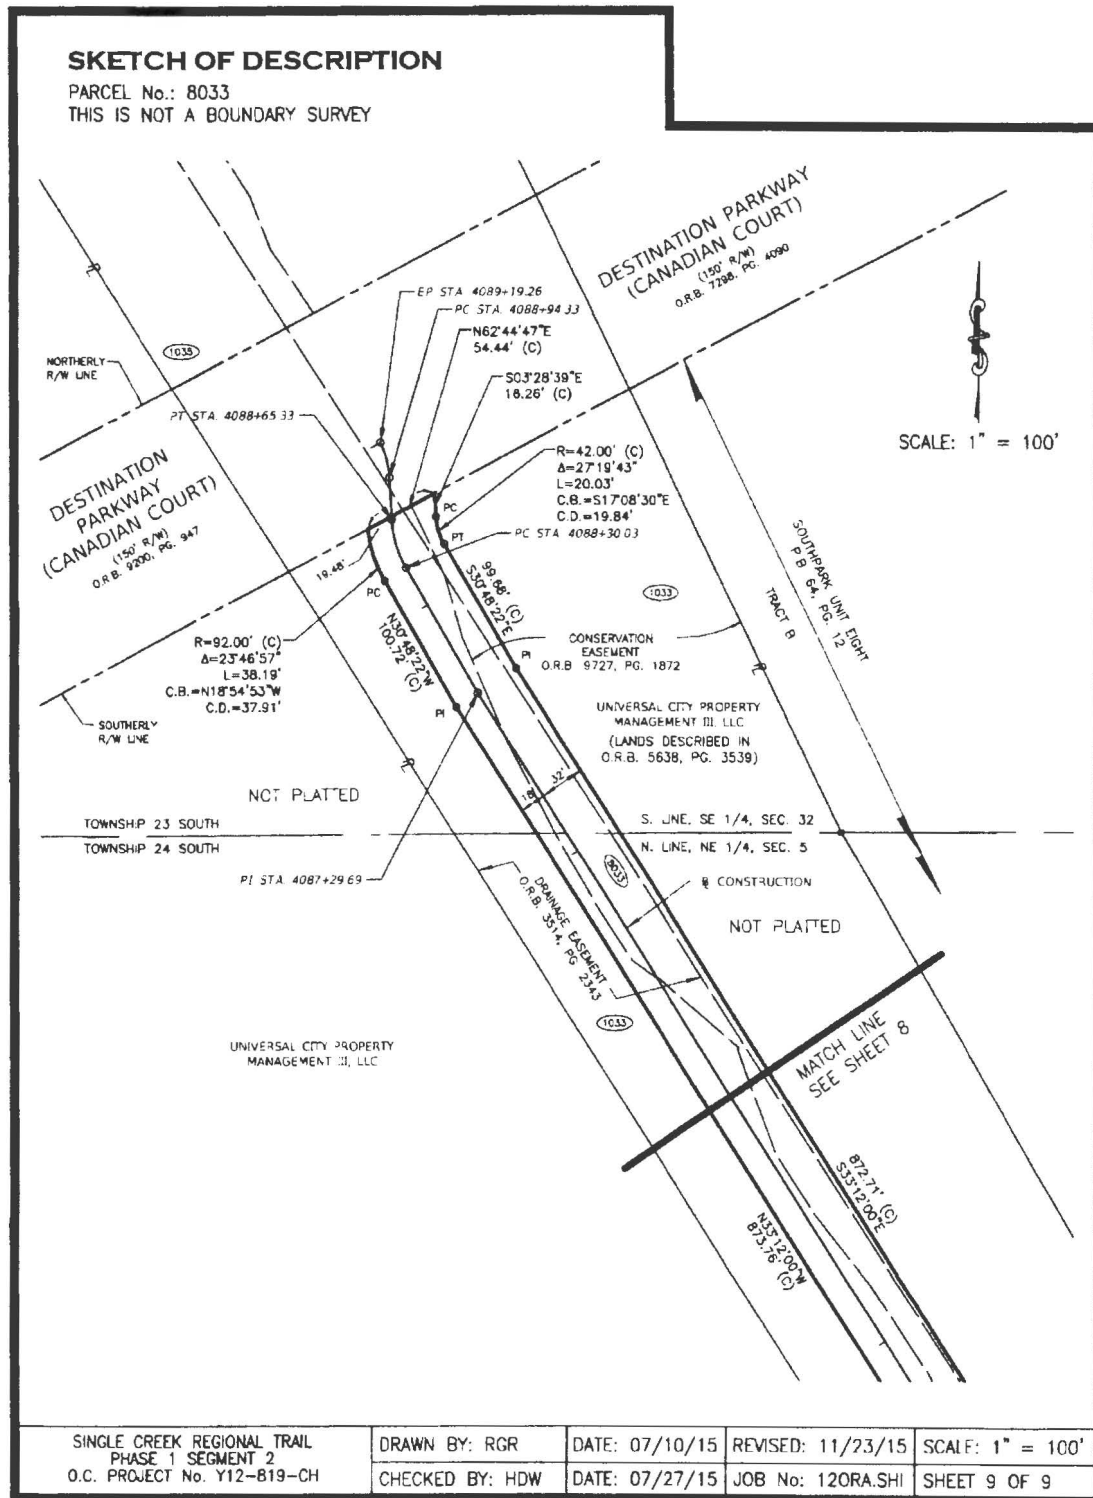 SKETCH OF DESCRIPTION
PARCEL No.: 8033
THIS IS NOT A BOUNDARY SURVEY
DESTINATION PARKWAY
(CANADIAN COURT)
(150' R/W)
O.R.B. 7298, PG. 4090
EP STA. 4089+19.26
PC STA. 4088+94.33
N62°44'47"E
54.44' (C)
S03°28'39"E
18.26' (C)
NORTHERLY
R/W LINE
1035
PT STA. 4088+65.33
SCALE: 1" = 100'
R=42.00' (C)
Δ=27°19'43"
L=20.03'
C.B.=S17°08'30"E
C.D.=19.84'
PC STA. 4088+30.03
DESTINATION
PARKWAY
(CANADIAN COURT)
(150' R/W)
O.R.B. 9200, PG. 947
PC
PT
19.48'
PC
99.68' (C)
S30°48'22"E
N30°48'22"W
100.72' (C)
1033
TRACT B
SOUTHPARK UNIT EIGHT
P.B. 64, PG. 12
R=92.00' (C)
Δ=23°46'57"
L=38.19'
C.B.=N18°54'53"W
C.D.=37.91'
CONSERVATION
EASEMENT
O.R.B. 9727, PG. 1872
PI
PI
SOUTHERLY
R/W LINE
UNIVERSAL CITY PROPERTY
MANAGEMENT III, LLC
(LANDS DESCRIBED IN
O.R.B. 5638, PG. 3539)
18'
32'
NOT PLATTED
TOWNSHIP 23 SOUTH
TOWNSHIP 24 SOUTH
S. LINE, SE 1/4, SEC. 32
N. LINE, NE 1/4, SEC. 5
PI STA. 4087+29.69
8033
CONSTRUCTION
DRAINAGE EASEMENT
O.R.B. 3514, PG. 2343
NOT PLATTED
1033
UNIVERSAL CITY PROPERTY
MANAGEMENT III, LLC
MATCH LINE
SEE SHEET 8
872.71' (C)
S33°12'00"E
N33°12'00"W
873.76' (C)
SINGLE CREEK REGIONAL TRAIL
PHASE 1 SEGMENT 2
O.C. PROJECT No. Y12-819-CH
DRAWN BY: RGR
DATE: 07/10/15
REVISED: 11/23/15
SCALE: 1" = 100'
CHECKED BY: HDW
DATE: 07/27/15
JOB No: 120RA.SHI
SHEET 9 OF 9